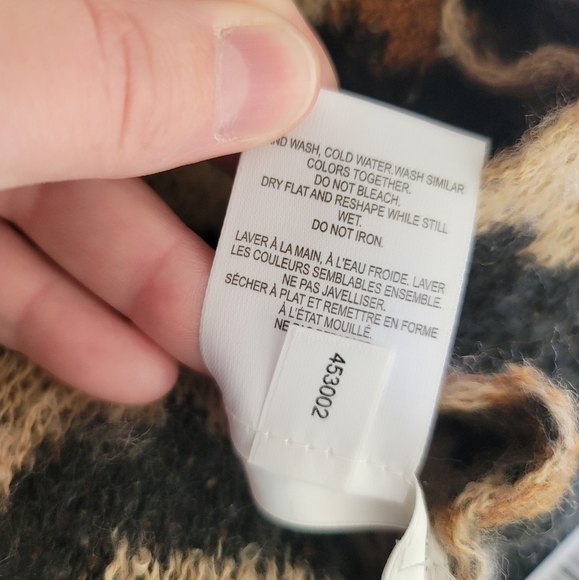 ND WASH, COLD WATER.WASH SIMILAR
COLORS TOGETHER.
DO NOT BLEACH.
DRY FLAT AND RESHAPE WHILE STILL
WET.
DO NOT IRON.
LAVER À LA MAIN, À L'EAU FROIDE. LAVER
LES COULEURS SEMBLABLES ENSEMBLE.
NE PAS JAVELLISER.
SÉCHER À PLAT ET REMETTRE EN FORME
À L'ÉTAT MOUILLÉ.
NE PAS
453002